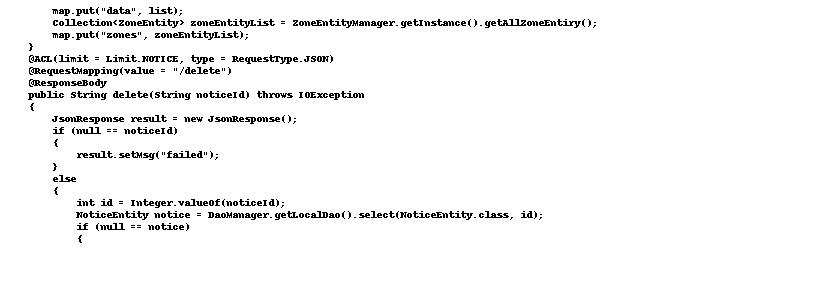 map.put("data", list);
Collection<ZoneEntity> zoneEntityList = ZoneEntityManager.getInstance().getAllZoneEntiry();
map.put("zones", zoneEntityList);
}
@ACL(limit = Limit.NOTICE, type = RequestType.JSON)
@RequestMapping(value = "/delete")
@ResponseBody
public String delete(String noticeId) throws IOException
{
JsonResponse result = new JsonResponse();
if (null == noticeId)
{
result.setMsg("failed");
}
else
{
int id = Integer.valueOf(noticeId);
NoticeEntity notice = DaoManager.getLocalDao().select(NoticeEntity.class, id);
if (null == notice)
{